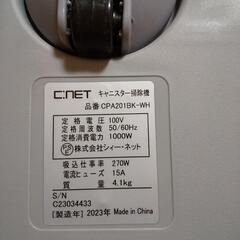 C:NET キャニスター掃除機
品番 CPA201BK-WH
定格電圧 100V
定格周波数 50/60Hz
定格消費電力 1000W
PSE 株式会社シィー・ネット
吸込仕事率 270W
電流ヒューズ 15A
質量 4.1kg
S/N
C23034433
[製造年] 2023年 Made in China